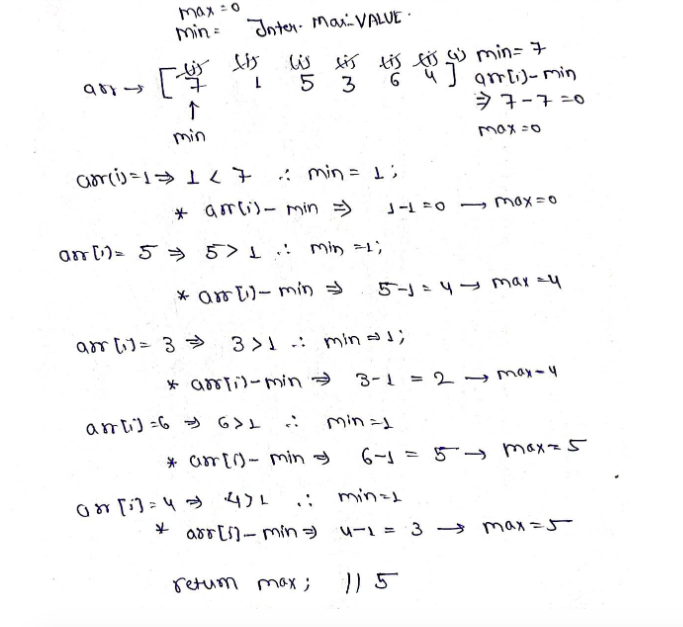 max = 0
min = Inter. Max-VALUE.
arr → [ 7 1 5 3 6 4 ] min = 7
arr[i] - min
⇒ 7 - 7 = 0
↑
min
max = 0
arr(i) = 1 ⇒ 1 < 7 ∴ min = 1;
* arr(i) - min ⇒ 1-1 = 0 → max = 0
arr[i] = 5 ⇒ 5 > 1 ∴ min = 1;
* arr[i] - min ⇒ 5-1 = 4 → max = 4
arr[i] = 3 ⇒ 3 > 1 ∴ min ⇒ 1;
* arr[i] - min ⇒ 3-1 = 2 → max - 4
arr[i] = 6 ⇒ 6 > 1 ∴ min = 1
* arr[i] - min ⇒ 6-1 = 5 → max = 5
arr[i] = 4 ⇒ 4 > 1 ∴ min = 1
* arr[i] - min ⇒ 4-1 = 3 → max = 5
return max; // 5